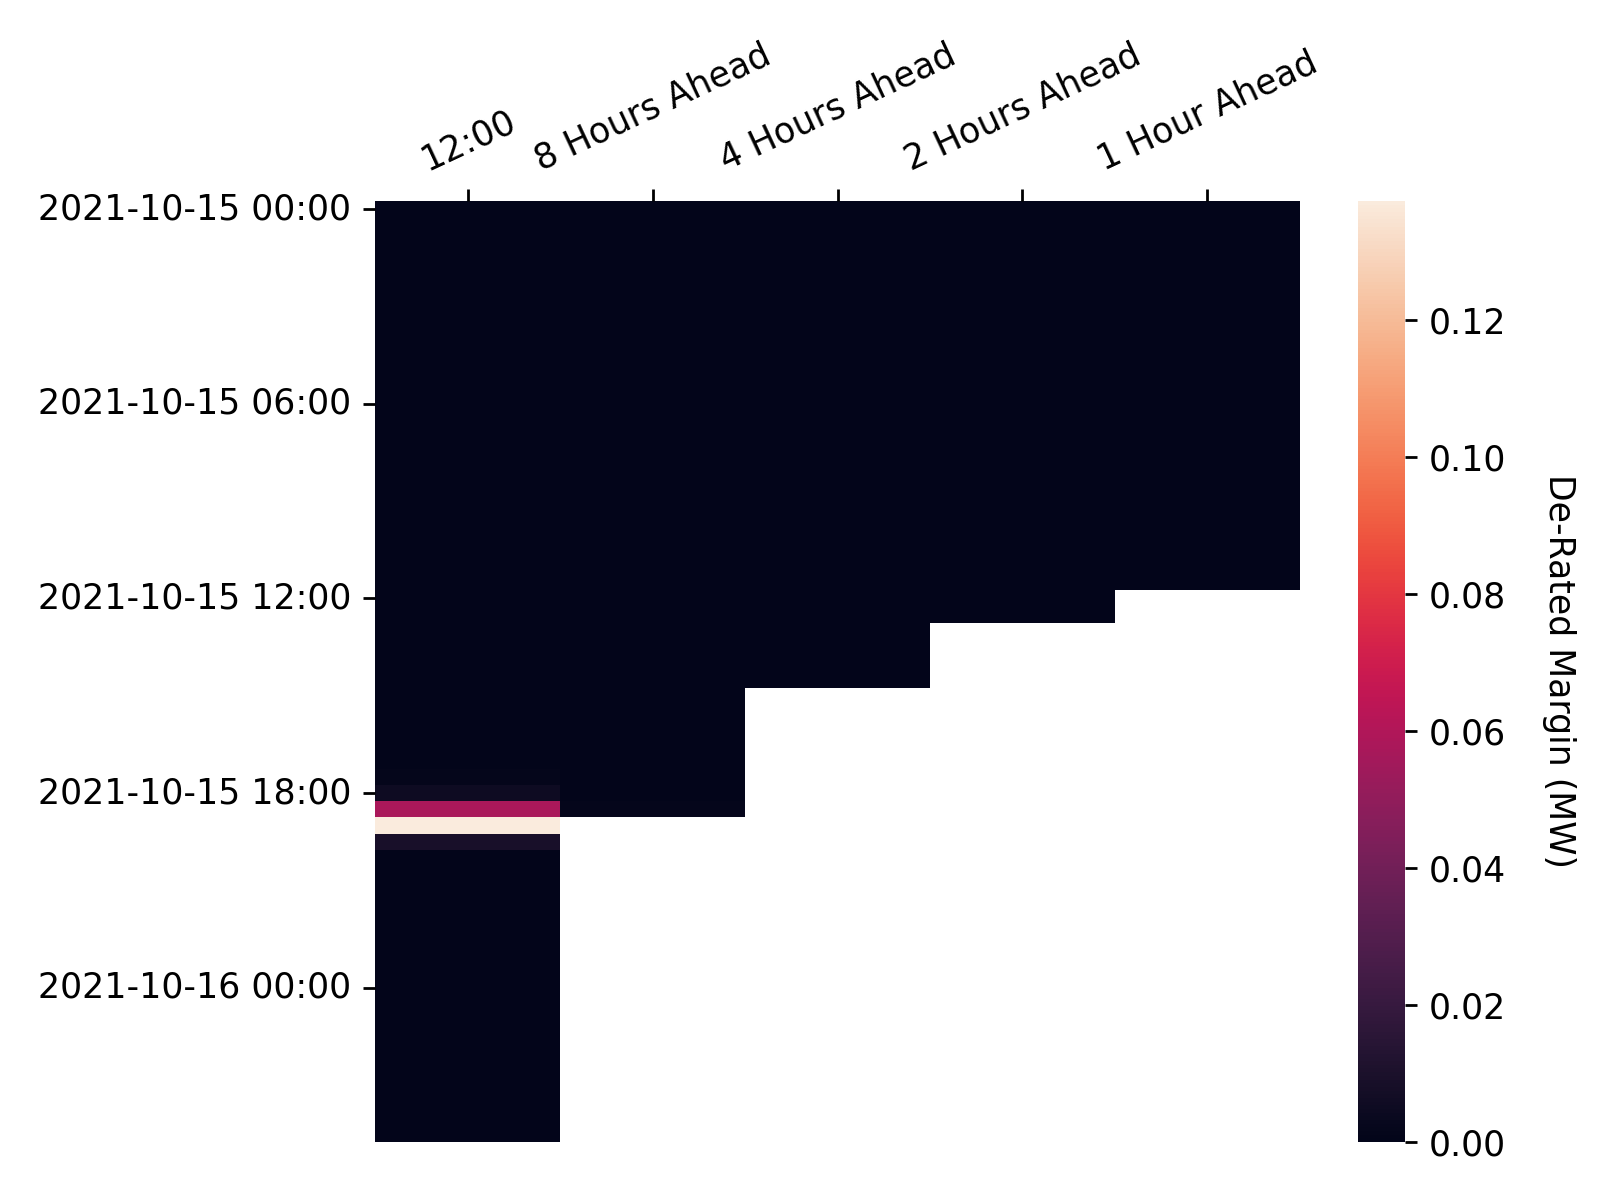 12:00
8 Hours Ahead
4 Hours Ahead
2 Hours Ahead
1 Hour Ahead
2021-10-15 00:00
2021-10-15 06:00
2021-10-15 12:00
2021-10-15 18:00
2021-10-16 00:00
0.12
0.10
0.08
0.06
0.04
0.02
0.00
De-Rated Margin (MW)